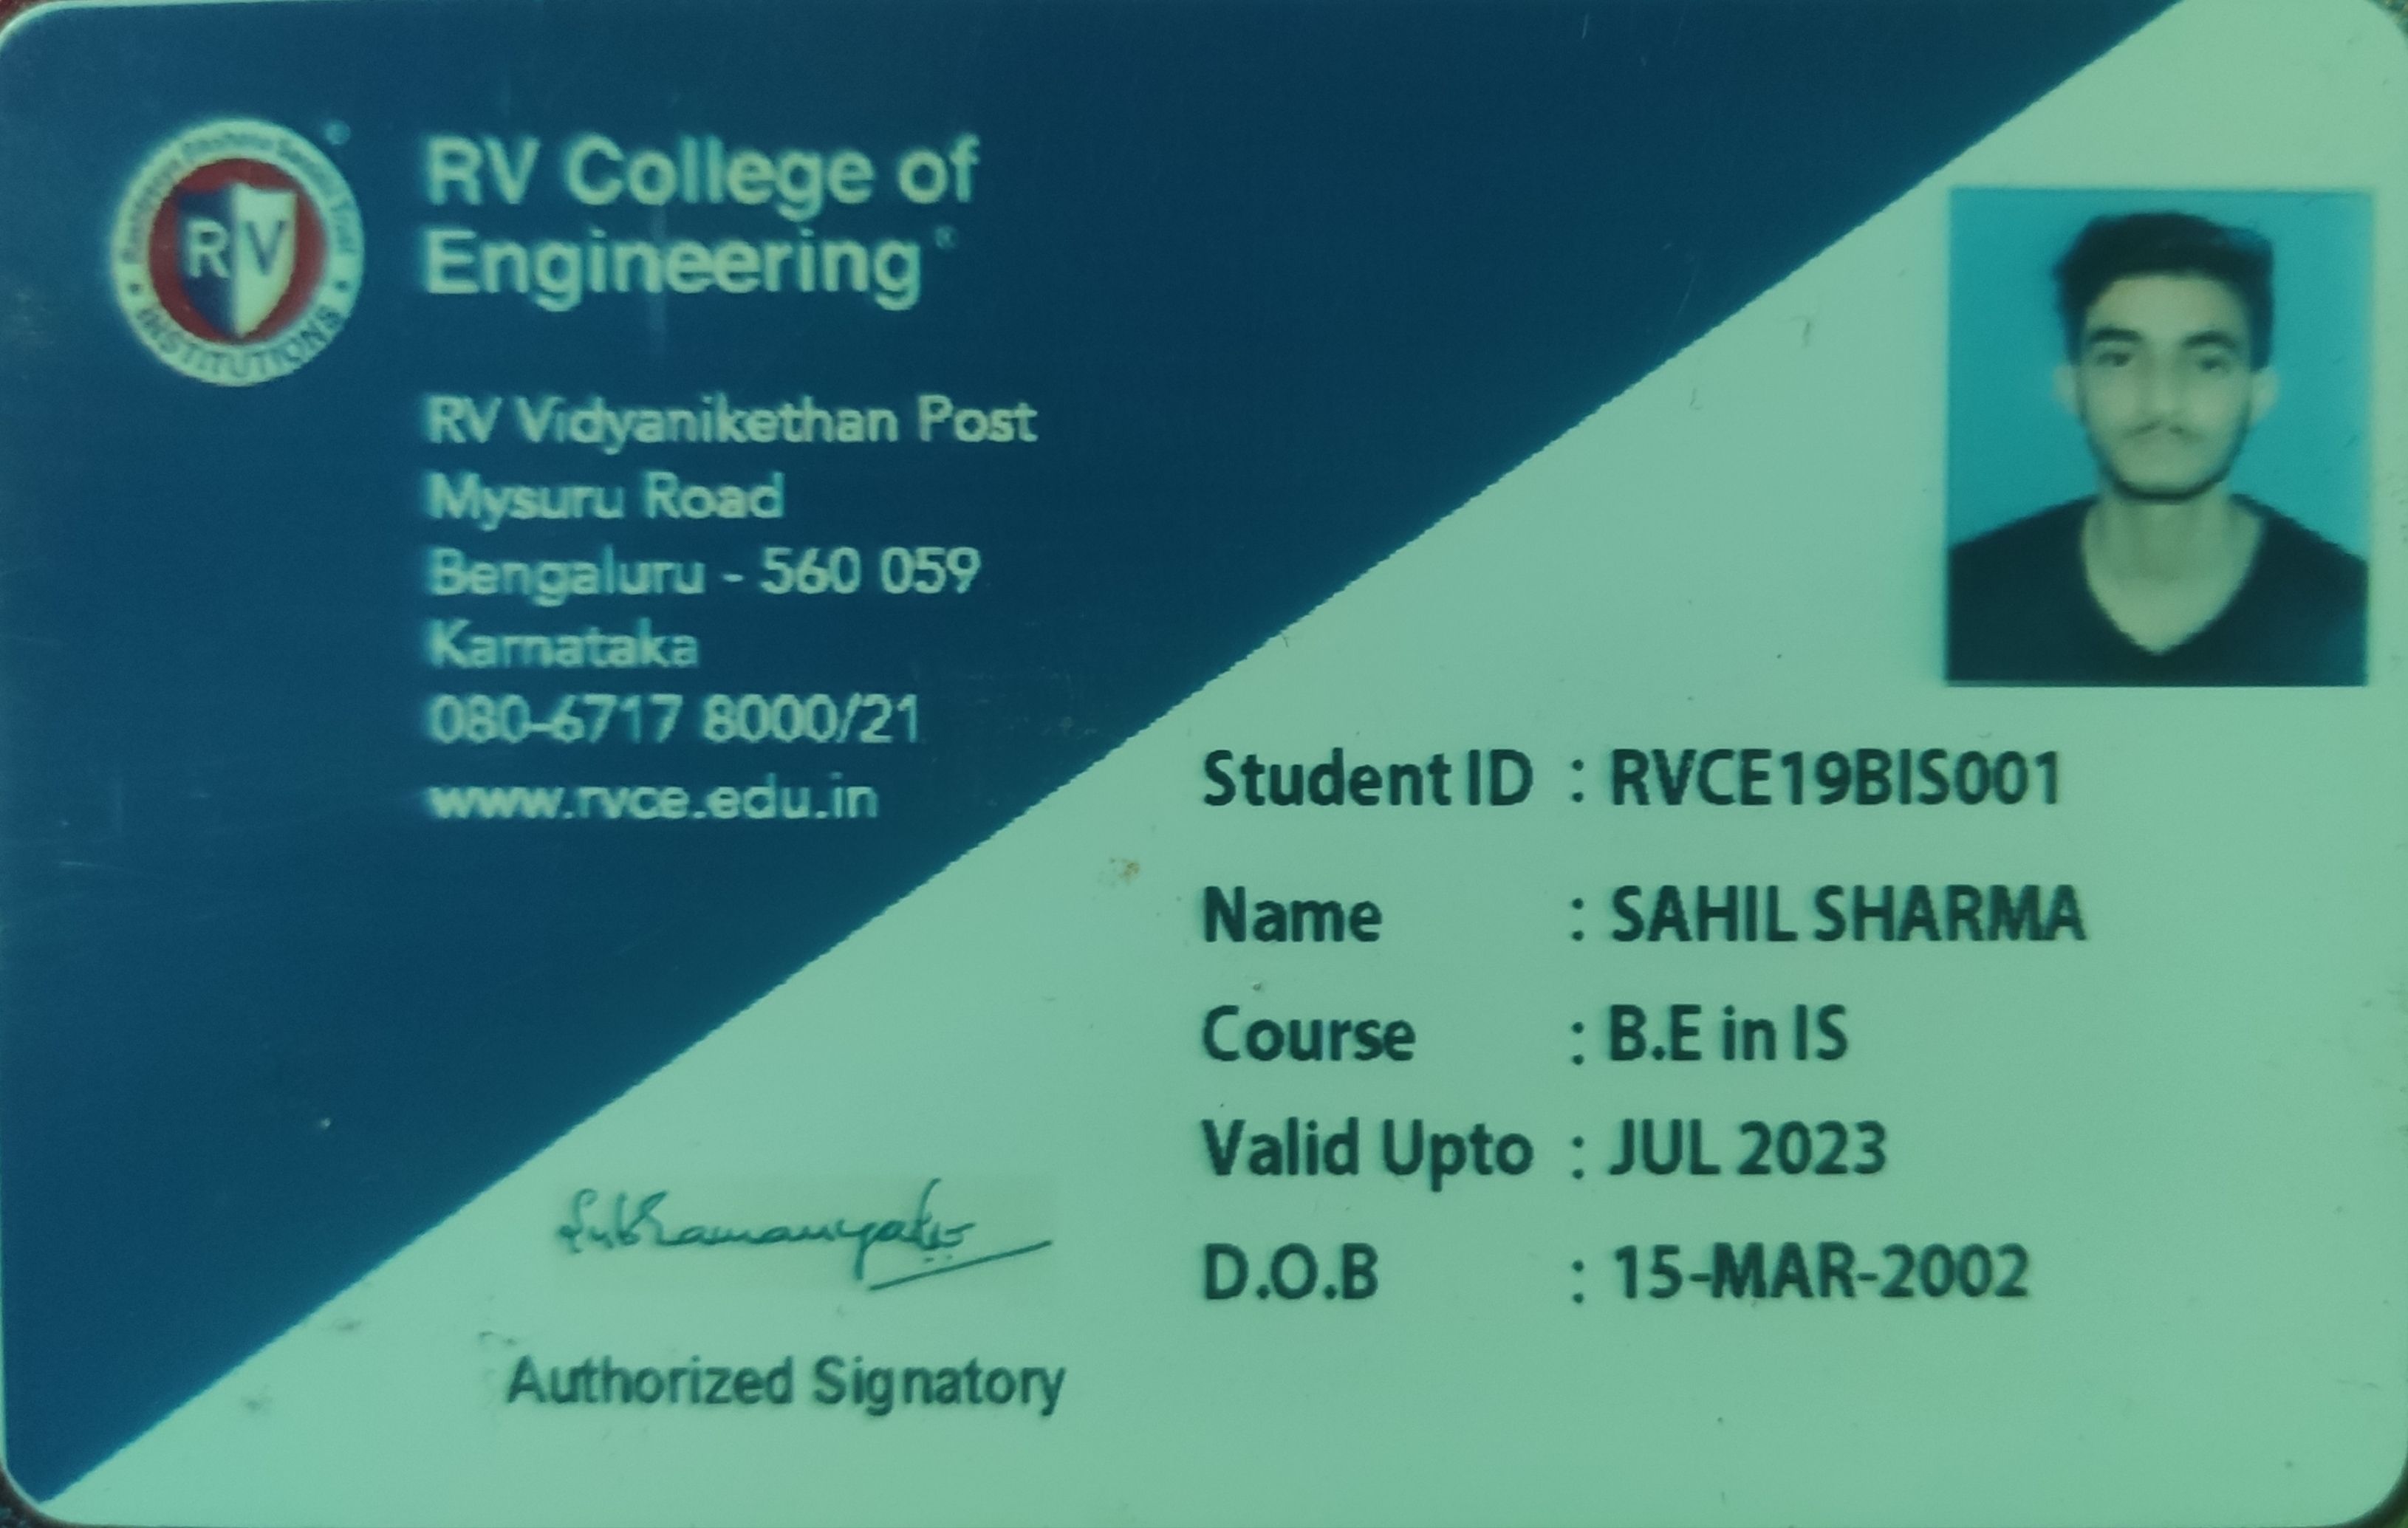 RV
INSTITUTIONS
RV College of
Engineering®
RV Vidyanikethan Post
Mysuru Road
Bengaluru - 560 059
Karnataka
080-6717 8000/21
www.rvce.edu.in
Student ID : RVCE19BIS001
Name : SAHIL SHARMA
Course : B.E in IS
Valid Upto : JUL 2023
D.O.B : 15-MAR-2002
Authorized Signatory